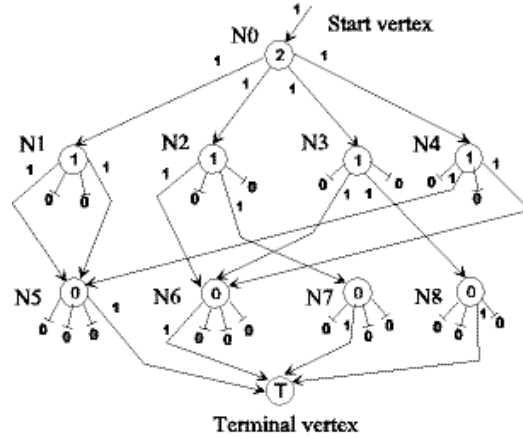 1 Start vertex
N0 2
1 1 1 1
N1 N2 N3 N4
1 1 1 1 1 1 1 1
0 0 0 1 0 0 1 1 0 0 1 0
N5 0 1 N6 0 N7 0 N8 0
0 0 0 1 0 0 0 0 1 0 0 0 0 1 0
T
Terminal vertex